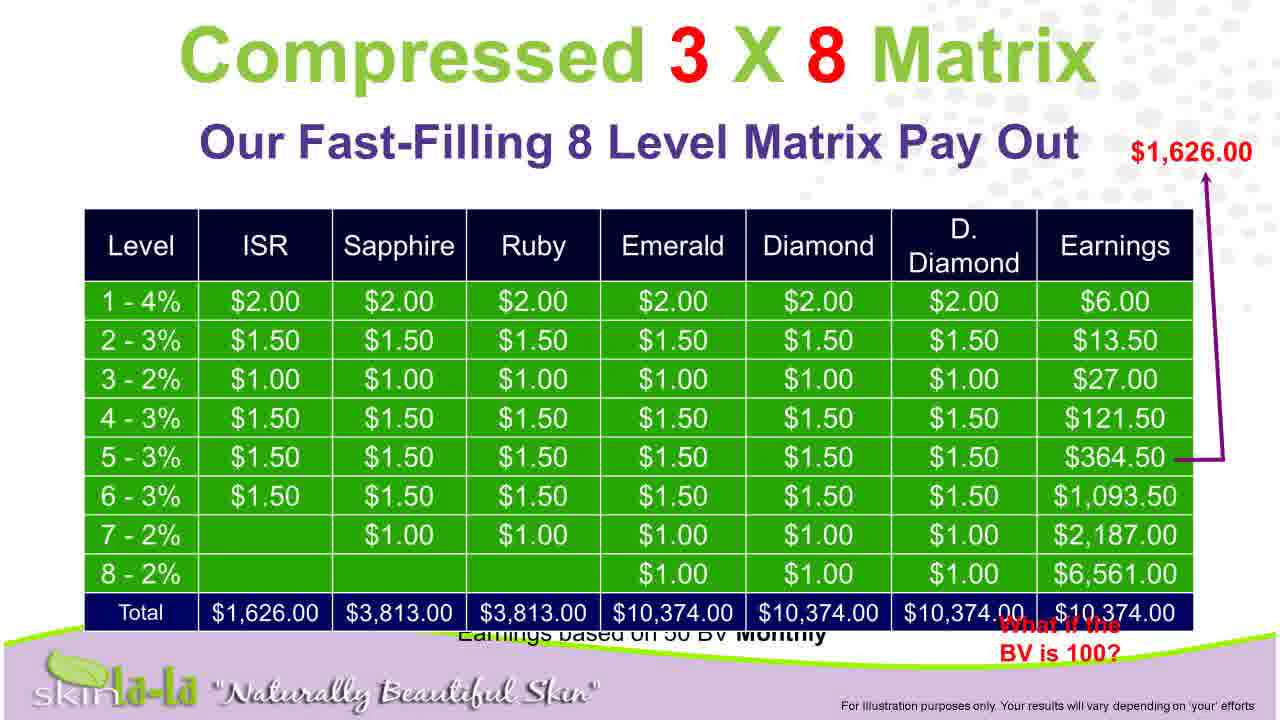 Compressed 3 X 8 Matrix
Our Fast-Filling 8 Level Matrix Pay Out
$1,626.00
Level ISR Sapphire Ruby Emerald Diamond D. Diamond Earnings
1 - 4% $2.00 $2.00 $2.00 $2.00 $2.00 $2.00 $6.00
2 - 3% $1.50 $1.50 $1.50 $1.50 $1.50 $1.50 $13.50
3 - 2% $1.00 $1.00 $1.00 $1.00 $1.00 $1.00 $27.00
4 - 3% $1.50 $1.50 $1.50 $1.50 $1.50 $1.50 $121.50
5 - 3% $1.50 $1.50 $1.50 $1.50 $1.50 $1.50 $364.50
6 - 3% $1.50 $1.50 $1.50 $1.50 $1.50 $1.50 $1,093.50
7 - 2% $1.00 $1.00 $1.00 $1.00 $1.00 $2,187.00
8 - 2% $1.00 $1.00 $1.00 $6,561.00
Total $1,626.00 $3,813.00 $3,813.00 $10,374.00 $10,374.00 $10,374.00 $10,374.00
Earnings based on 50 BV Monthly
What if the
BV is 100?
skin la-la "Naturally Beautiful Skin"
For Illustration purposes only. Your results will vary depending on 'your' efforts